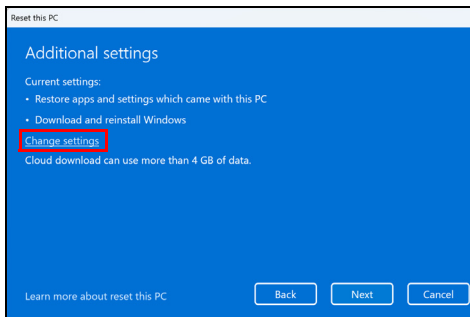 Reset this PC
Additional settings
Current settings:
• Restore apps and settings which came with this PC
• Download and reinstall Windows
Change settings
Cloud download can use more than 4 GB of data.
Learn more about reset this PC
Back
Next
Cancel